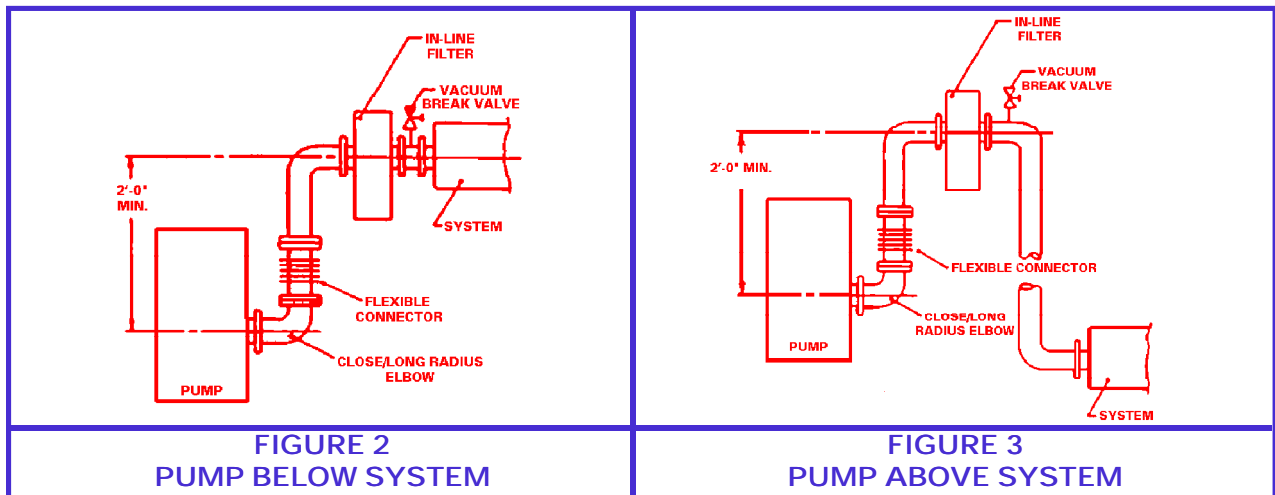 IN-LINE
FILTER
VACUUM
BREAK VALVE
2'-0"
MIN.
SYSTEM
FLEXIBLE
CONNECTOR
CLOSE/LONG RADIUS
ELBOW
PUMP
FIGURE 2
PUMP BELOW SYSTEM
IN-LINE
FILTER
VACUUM
BREAK VALVE
2'-0" MIN.
FLEXIBLE CONNECTOR
CLOSE/LONG
RADIUS ELBOW
PUMP
SYSTEM
FIGURE 3
PUMP ABOVE SYSTEM